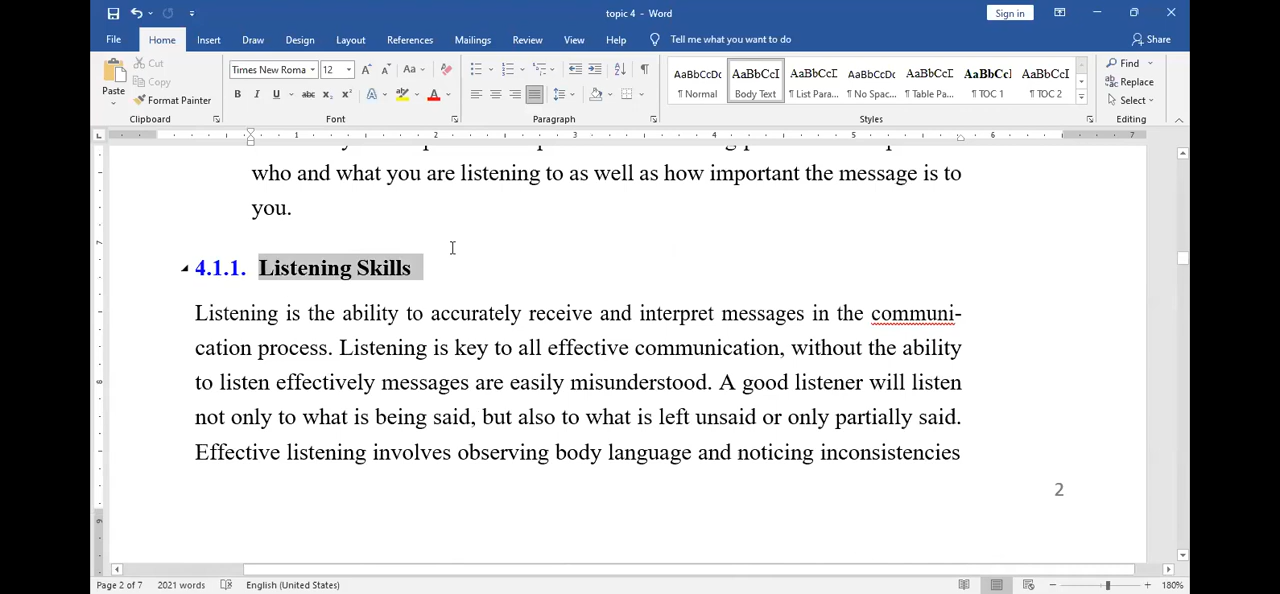 topic 4 - Word
Sign in
File Home Insert Draw Design Layout References Mailings Review View Help Tell me what you want to do Share
Paste
Cut
Copy
Format Painter
Clipboard
Times New Roma 12
Font
Paragraph
AaBbCcDc ¶ Normal
AaBbCcI Body Text
AaBbCcI ¶ List Para...
AaBbCcDc ¶ No Spac...
AaBbCcI ¶ Table Pa...
AaBbCcl ¶ TOC 1
AaBbCcI ¶ TOC 2
Styles
Find
Replace
Select
Editing
1 2 3 4 5 6 7
who and what you are listening to as well as how important the message is to
you.
4.1.1. Listening Skills
Listening is the ability to accurately receive and interpret messages in the communi-
cation process. Listening is key to all effective communication, without the ability
to listen effectively messages are easily misunderstood. A good listener will listen
not only to what is being said, but also to what is left unsaid or only partially said.
Effective listening involves observing body language and noticing inconsistencies
2
Page 2 of 7 2021 words English (United States) 180%